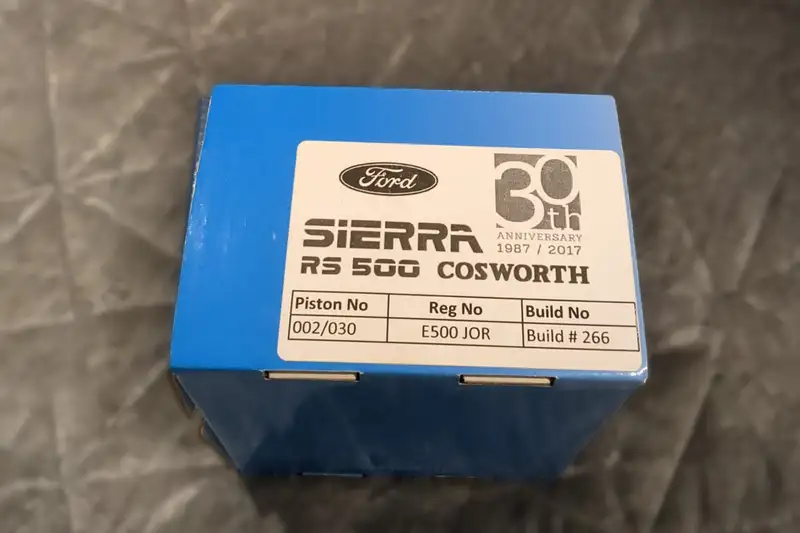 Ford
30th
ANNIVERSARY
1987 / 2017
SIERRA
RS 500 COSWORTH
Piston No Reg No Build No
002/030 E500 JOR Build # 266